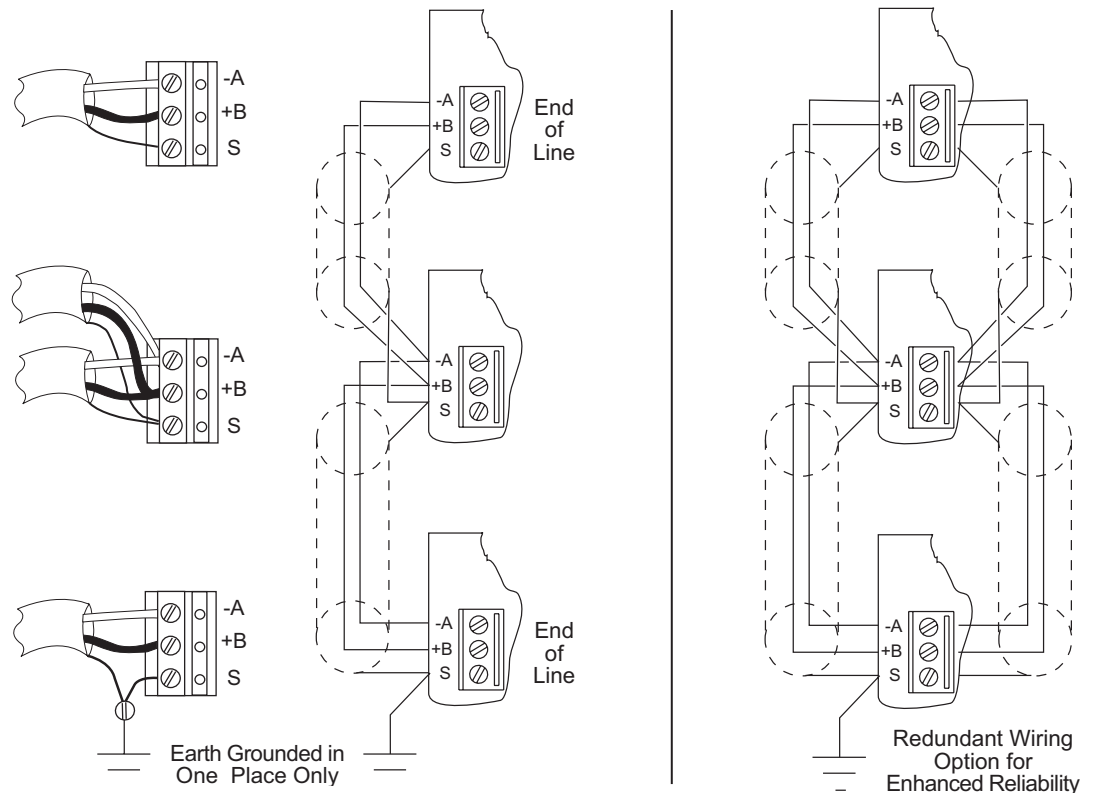 -A
+B
S
-A
+B
S
End
of
Line
-A
+B
S
-A
+B
S
-A
+B
S
-A
+B
S
-A
+B
S
-A
+B
S
End
of
Line
-A
+B
S
Earth Grounded in
One Place Only
Redundant Wiring
Option for
Enhanced Reliability